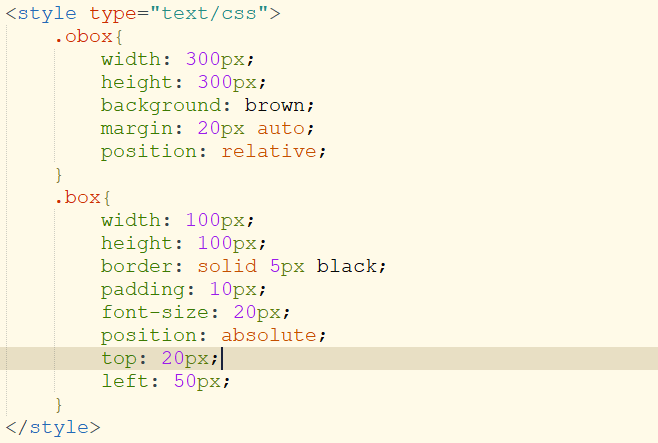 <style type="text/css">
    .obox{
        width: 300px;
        height: 300px;
        background: brown;
        margin: 20px auto;
        position: relative;
    }
    .box{
        width: 100px;
        height: 100px;
        border: solid 5px black;
        padding: 10px;
        font-size: 20px;
        position: absolute;
        top: 20px;
        left: 50px;
    }
</style>